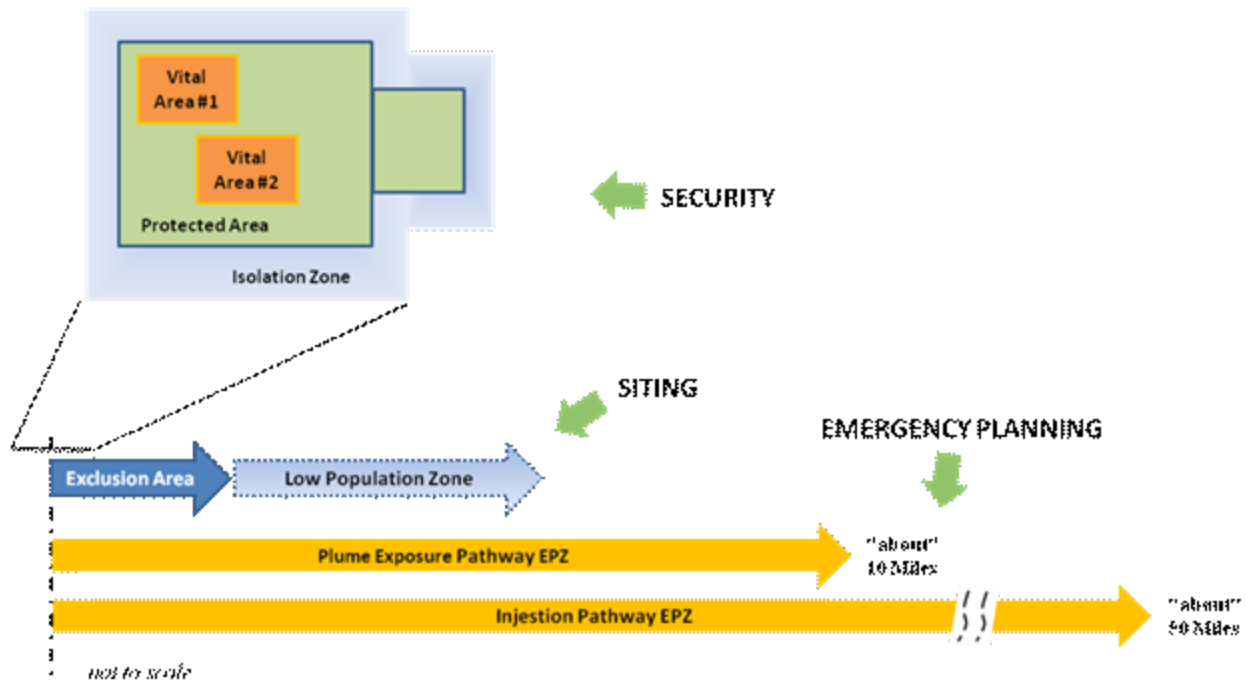 Vital
Area #1
Vital
Area #2
Protected Area
Isolation Zone
SECURITY
SITING
EMERGENCY PLANNING
Exclusion Area
Low Population Zone
Plume Exposure Pathway EPZ
"about"
10 Miles
Injestion Pathway EPZ
"about"
50 Miles
not to scale